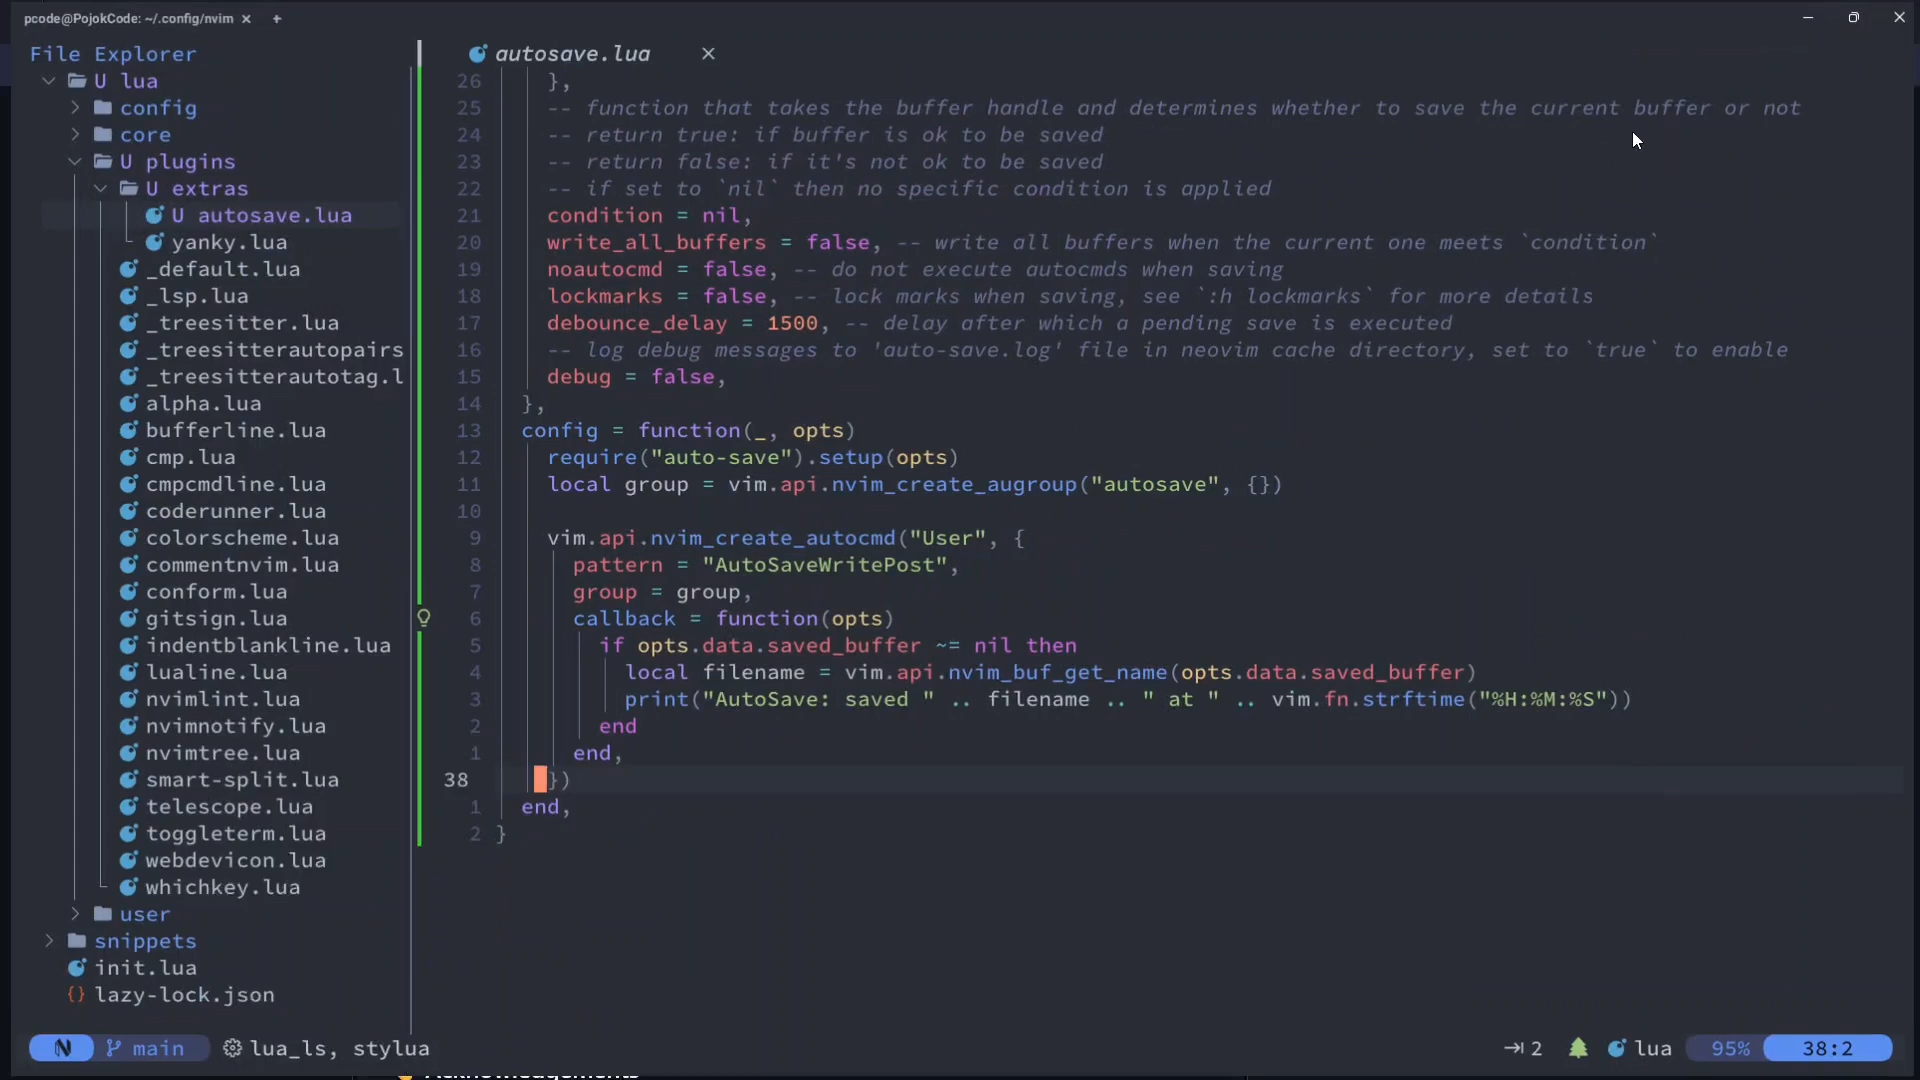 pcode@PojokCode: ~/.config/nvim × +
File Explorer
U lua
config
core
U plugins
U extras
U autosave.lua
yanky.lua
_default.lua
_lsp.lua
_treesitter.lua
_treesitterautopairs
_treesitterautotag.l
alpha.lua
bufferline.lua
cmp.lua
cmpcmdline.lua
coderunner.lua
colorscheme.lua
commentnvim.lua
conform.lua
gitsign.lua
indentblankline.lua
lualine.lua
nvimlint.lua
nvimnotify.lua
nvimtree.lua
smart-split.lua
telescope.lua
toggleterm.lua
webdevicon.lua
whichkey.lua
user
snippets
init.lua
{} lazy-lock.json
autosave.lua ×
26 },
25 -- function that takes the buffer handle and determines whether to save the current buffer or not
24 -- return true: if buffer is ok to be saved
23 -- return false: if it's not ok to be saved
22 -- if set to `nil` then no specific condition is applied
21 condition = nil,
20 write_all_buffers = false, -- write all buffers when the current one meets `condition`
19 noautocmd = false, -- do not execute autocmds when saving
18 lockmarks = false, -- lock marks when saving, see `:h lockmarks` for more details
17 debounce_delay = 1500, -- delay after which a pending save is executed
16 -- log debug messages to 'auto-save.log' file in neovim cache directory, set to `true` to enable
15 debug = false,
14 },
13 config = function(_, opts)
12 require("auto-save").setup(opts)
11 local group = vim.api.nvim_create_augroup("autosave", {})
10
9 vim.api.nvim_create_autocmd("User", {
8 pattern = "AutoSaveWritePost",
7 group = group,
6 callback = function(opts)
5 if opts.data.saved_buffer ~= nil then
4 local filename = vim.api.nvim_buf_get_name(opts.data.saved_buffer)
3 print("AutoSave: saved " .. filename .. " at " .. vim.fn.strftime("%H:%M:%S"))
2 end
1 end,
38 })
1 end,
2 }
N main lua_ls, stylua 2 lua 95% 38:2
Acknowledgements